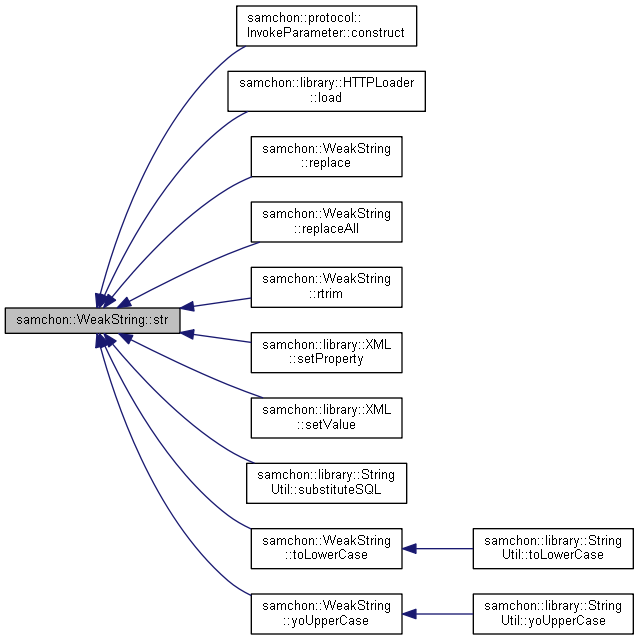 samchon::protocol::
InvokeParameter::construct
samchon::library::HTTPLoader
::load
samchon::WeakString
::replace
samchon::WeakString
::replaceAll
samchon::WeakString
::rtrim
samchon::WeakString::str
samchon::library::XML
::setProperty
samchon::library::XML
::setValue
samchon::library::String
Util::substituteSQL
samchon::WeakString
::toLowerCase
samchon::library::String
Util::toLowerCase
samchon::WeakString
::yoUpperCase
samchon::library::String
Util::yoUpperCase